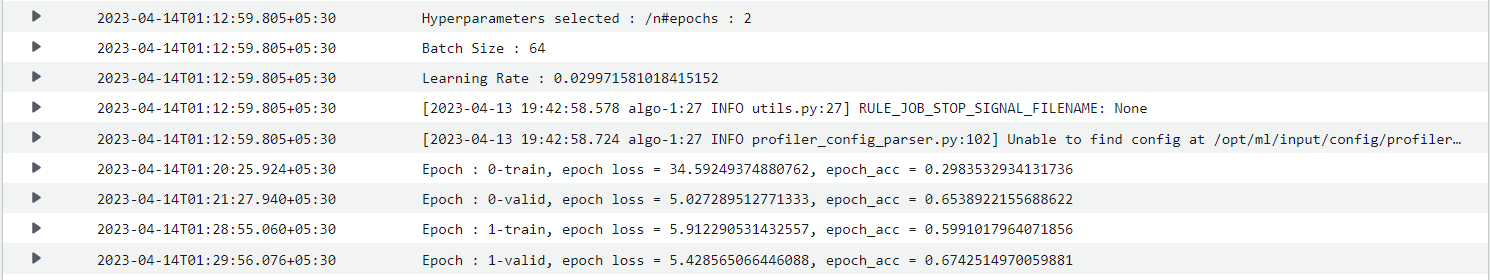 2023-04-14T01:12:59.805+05:30 Hyperparameters selected : /n#epochs : 2
2023-04-14T01:12:59.805+05:30 Batch Size : 64
2023-04-14T01:12:59.805+05:30 Learning Rate : 0.029971581018415152
2023-04-14T01:12:59.805+05:30 [2023-04-13 19:42:58.578 algo-1:27 INFO utils.py:27] RULE_JOB_STOP_SIGNAL_FILENAME: None
2023-04-14T01:12:59.805+05:30 [2023-04-13 19:42:58.724 algo-1:27 INFO profiler_config_parser.py:102] Unable to find config at /opt/ml/input/config/profiler…
2023-04-14T01:20:25.924+05:30 Epoch : 0-train, epoch loss = 34.59249374880762, epoch_acc = 0.2983532934131736
2023-04-14T01:21:27.940+05:30 Epoch : 0-valid, epoch loss = 5.027289512771333, epoch_acc = 0.6538922155688622
2023-04-14T01:28:55.060+05:30 Epoch : 1-train, epoch loss = 5.912290531432557, epoch_acc = 0.5991017964071856
2023-04-14T01:29:56.076+05:30 Epoch : 1-valid, epoch loss = 5.428565066446088, epoch_acc = 0.6742514970059881